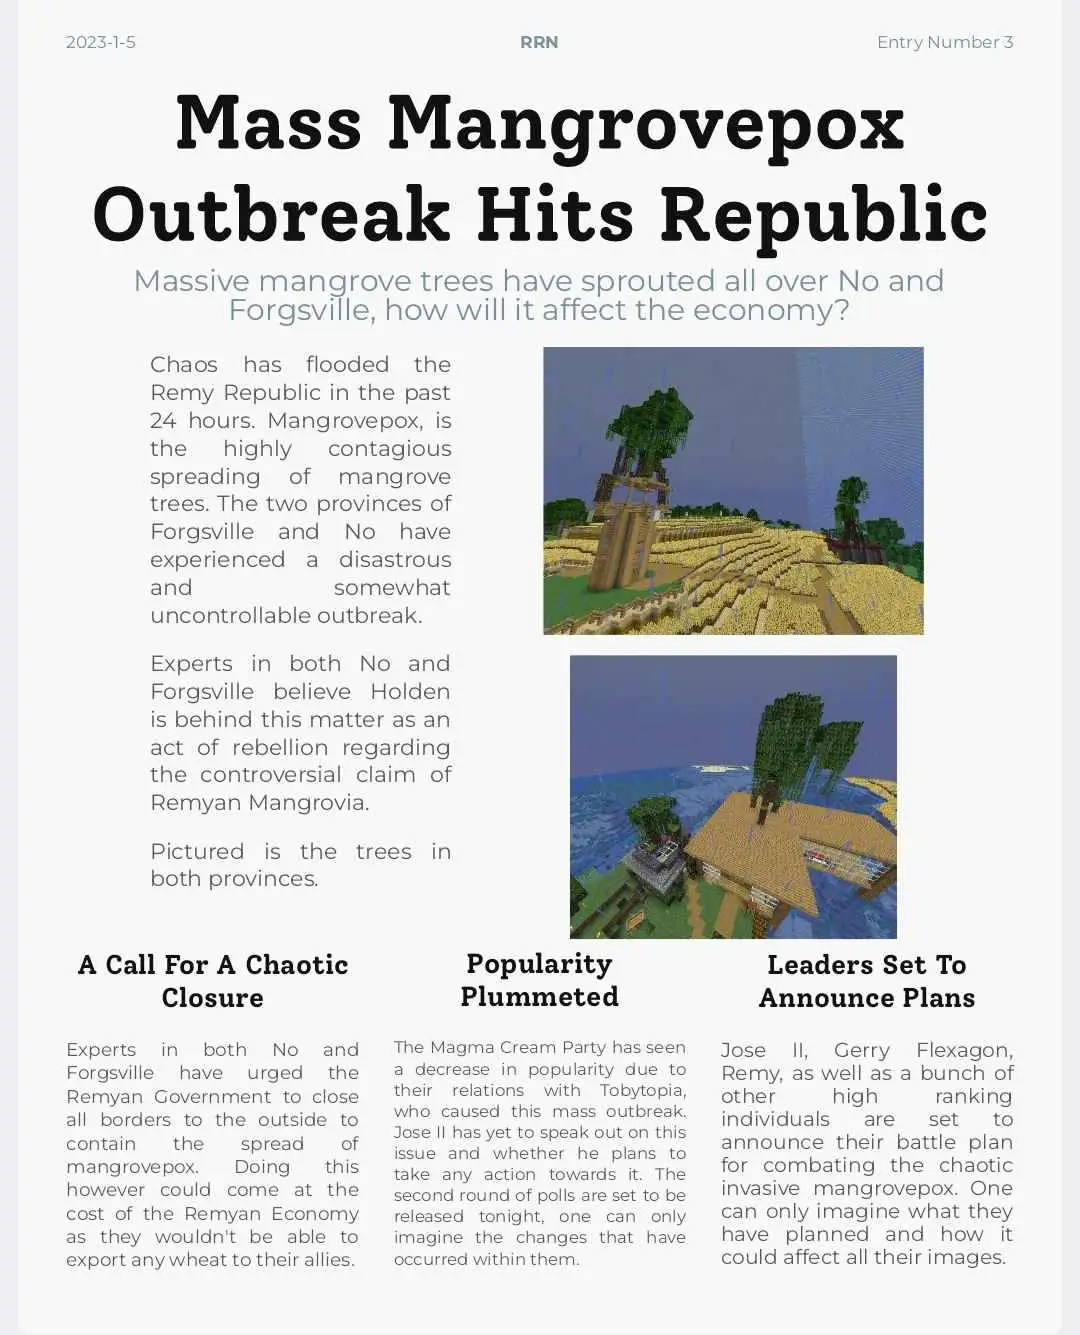 2023-1-5
RRN
Entry Number 3
Mass Mangrovepox
Outbreak Hits Republic
Massive mangrove trees have sprouted all over No and
Forgsville, how will it affect the economy?
Chaos has flooded the
Remy Republic in the past
24 hours. Mangrovepox, is
the highly contagious
spreading of mangrove
trees. The two provinces of
Forgsville and No have
experienced a disastrous
and somewhat
uncontrollable outbreak.
Experts in both No and
Forgsville believe Holden
is behind this matter as an
act of rebellion regarding
the controversial claim of
Remyan Mangrovia.
Pictured is the trees in
both provinces.
A Call For A Chaotic
Closure
Experts in both No and
Forgsville have urged the
Remyan Government to close
all borders to the outside to
contain the spread of
mangrovepox. Doing this
however could come at the
cost of the Remyan Economy
as they wouldn't be able to
export any wheat to their allies.
Popularity
Plummeted
The Magma Cream Party has seen
a decrease in popularity due to
their relations with Tobytopia,
who caused this mass outbreak.
Jose II has yet to speak out on this
issue and whether he plans to
take any action towards it. The
second round of polls are set to be
released tonight, one can only
imagine the changes that have
occurred within them.
Leaders Set To
Announce Plans
Jose II, Gerry Flexagon,
Remy, as well as a bunch of
other high ranking
individuals are set to
announce their battle plan
for combating the chaotic
invasive mangrovepox. One
can only imagine what they
have planned and how it
could affect all their images.